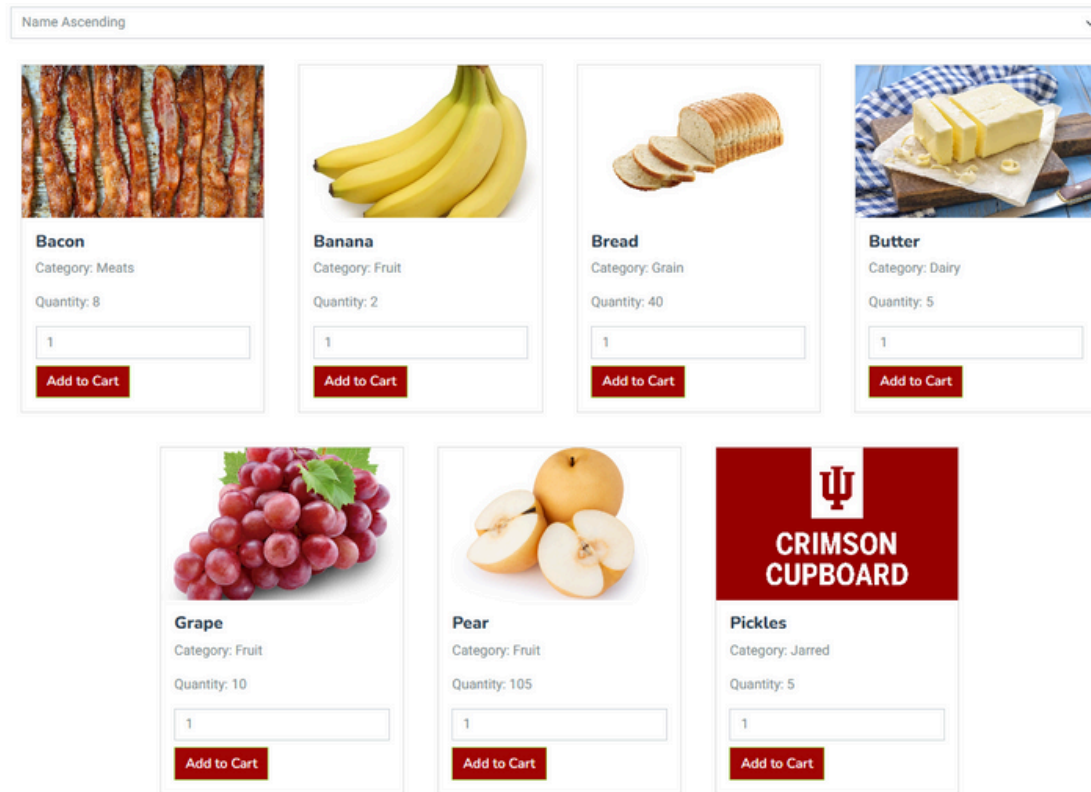 Name Ascending
Bacon
Category: Meats
Quantity: 8
1
Add to Cart
Banana
Category: Fruit
Quantity: 2
1
Add to Cart
Bread
Category: Grain
Quantity: 40
1
Add to Cart
Butter
Category: Dairy
Quantity: 5
1
Add to Cart
Grape
Category: Fruit
Quantity: 10
1
Add to Cart
Pear
Category: Fruit
Quantity: 105
1
Add to Cart
CRIMSON
CUPBOARD
Pickles
Category: Jarred
Quantity: 5
1
Add to Cart